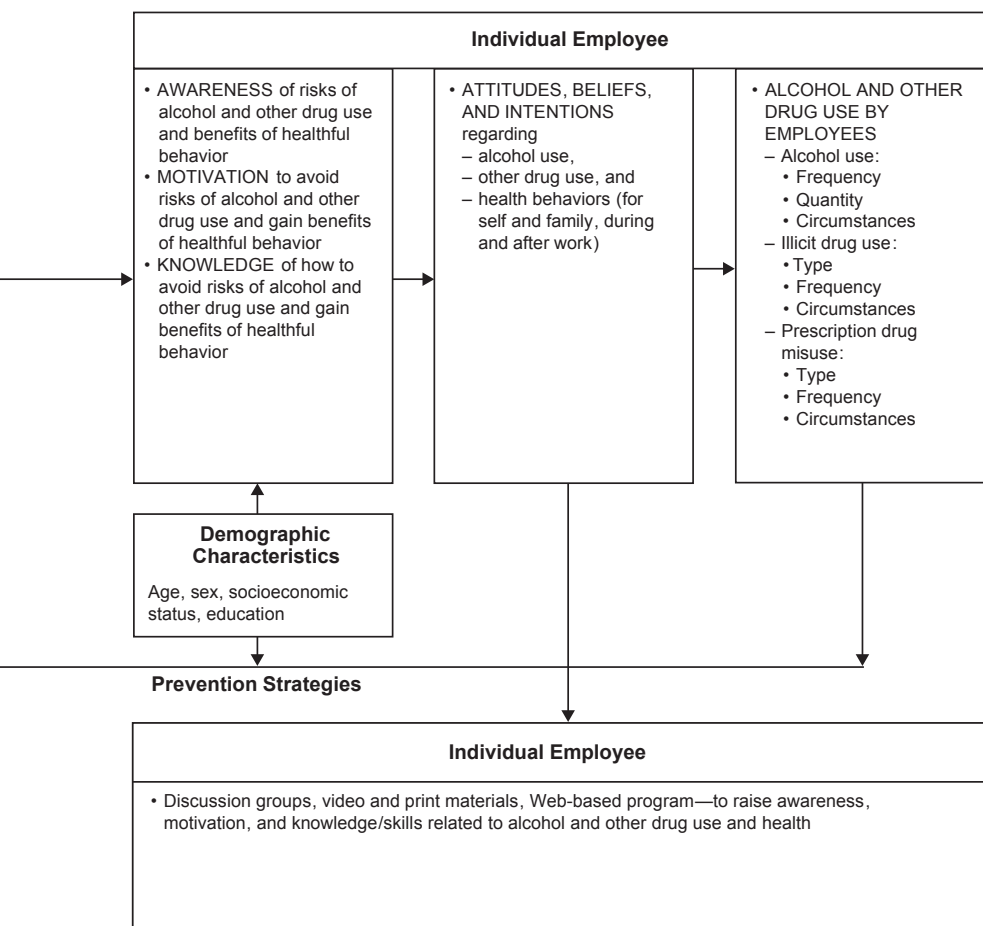 Individual Employee
• AWARENESS of risks of
alcohol and other drug use
and benefits of healthful
behavior
• MOTIVATION to avoid
risks of alcohol and other
drug use and gain benefits
of healthful behavior
• KNOWLEDGE of how to
avoid risks of alcohol and
other drug use and gain
benefits of healthful
behavior
• ATTITUDES, BELIEFS,
AND INTENTIONS
regarding
– alcohol use,
– other drug use, and
– health behaviors (for
self and family, during
and after work)
• ALCOHOL AND OTHER
DRUG USE BY
EMPLOYEES
– Alcohol use:
• Frequency
• Quantity
• Circumstances
– Illicit drug use:
• Type
• Frequency
• Circumstances
– Prescription drug
misuse:
• Type
• Frequency
• Circumstances
Demographic
Characteristics
Age, sex, socioeconomic
status, education
Prevention Strategies
Individual Employee
• Discussion groups, video and print materials, Web-based program—to raise awareness,
motivation, and knowledge/skills related to alcohol and other drug use and health